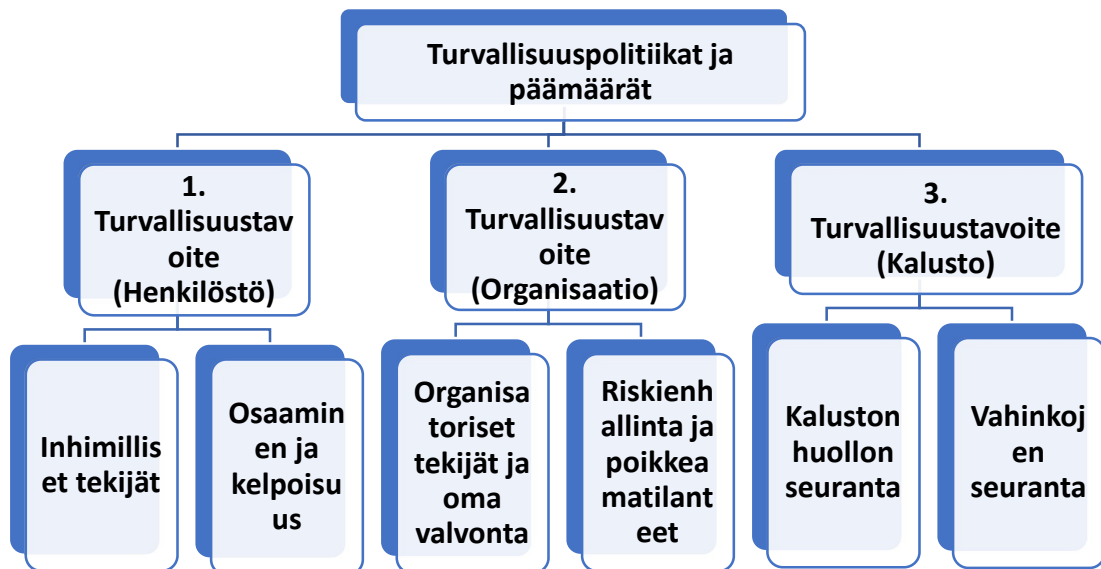 Turvallisuuspolitiikat ja
päämäärät
1.
Turvallisuustav
oite
(Henkilöstö)
2.
Turvallisuustav
oite
(Organisaatio)
3.
Turvallisuustavoite
(Kalusto)
Inhimillis
et tekijät
Osaamin
en ja
kelpoisu
us
Organisa
toriset
tekijät ja
oma
valvonta
Riskienh
allinta ja
poikkea
matilant
eet
Kaluston
huollon
seuranta
Vahinkoj
en
seuranta